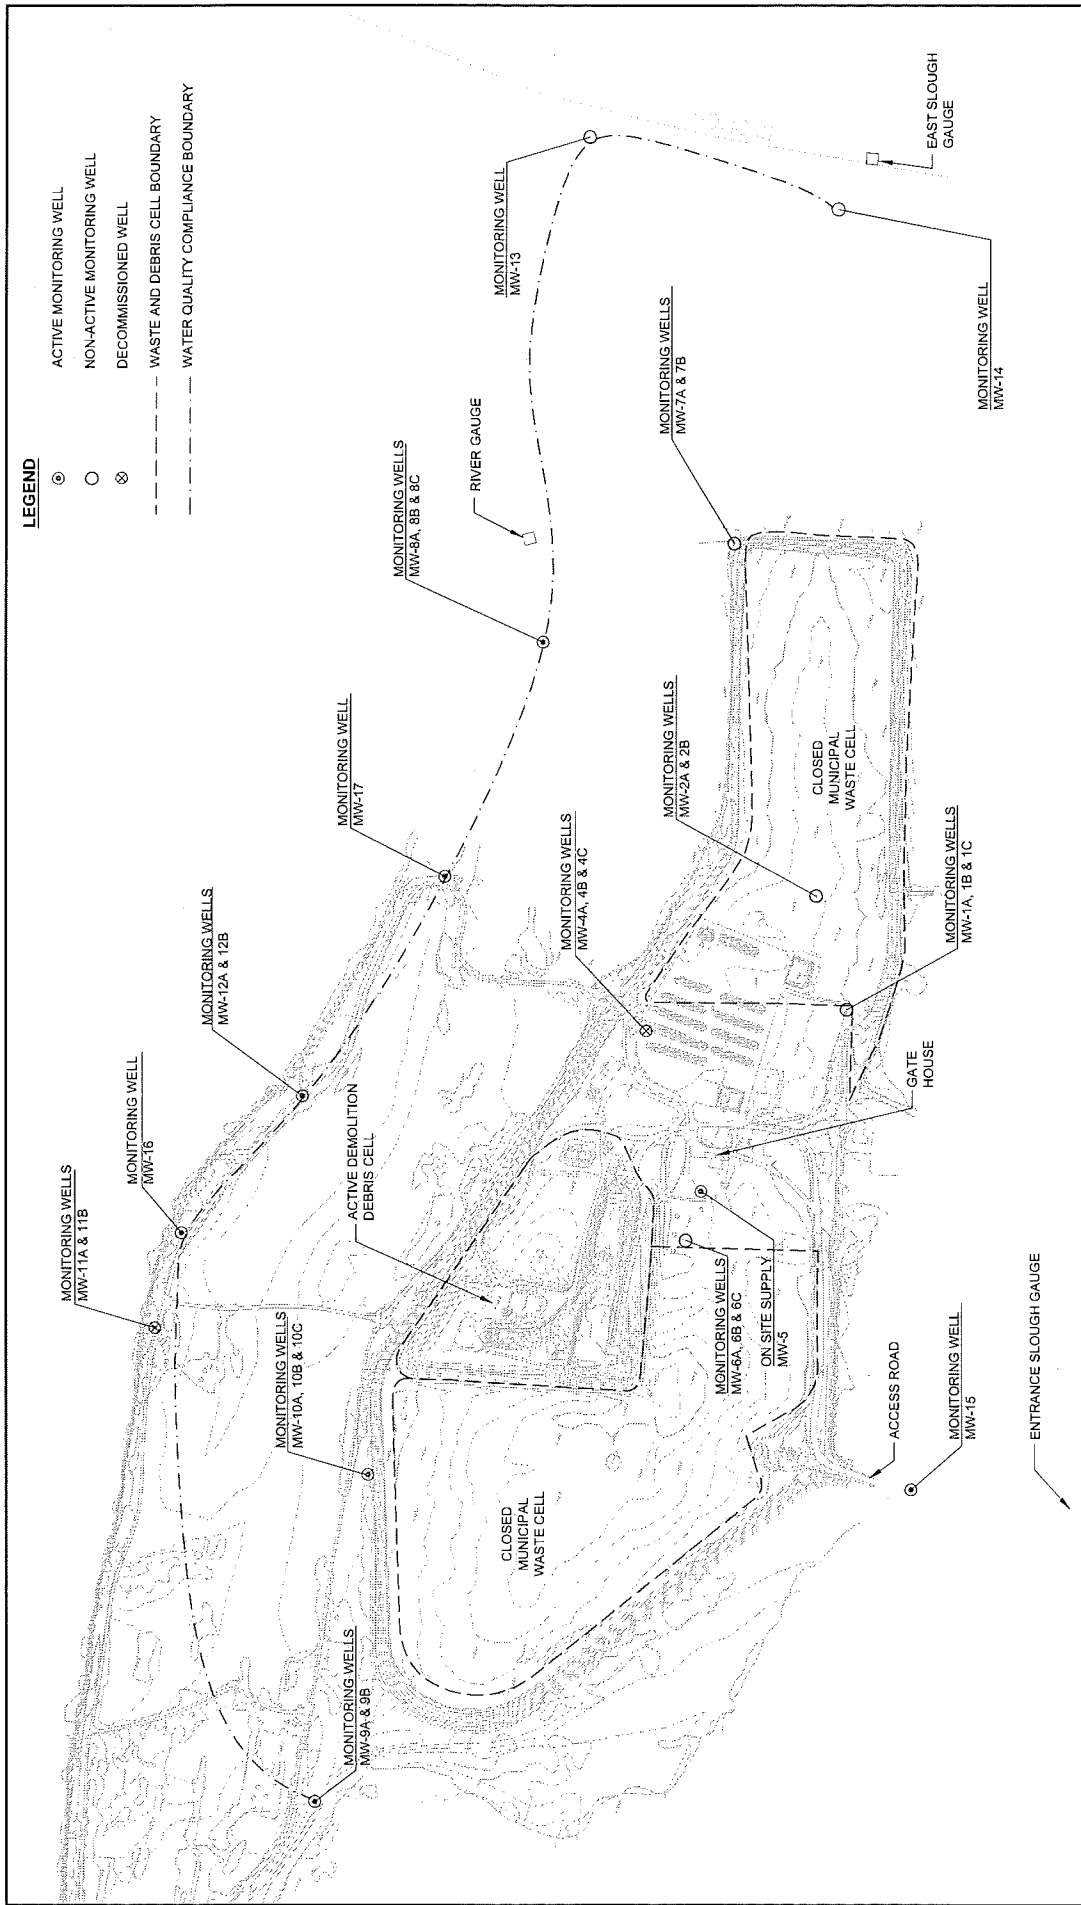 LEGEND
ACTIVE MONITORING WELL
NON-ACTIVE MONITORING WELL
DECOMMISSIONED WELL
WASTE AND DEBRIS CELL BOUNDARY
WATER QUALITY COMPLIANCE BOUNDARY
MONITORING WELLS
MW-11A & 11B
MONITORING WELL
MW-16
MONITORING WELLS
MW-12A & 12B
MONITORING WELL
MW-17
MONITORING WELLS
MW-8A, 8B & 8C
RIVER GAUGE
MONITORING WELL
MW-13
EAST SLOUGH
GAUGE
MONITORING WELLS
MW-9A & 9B
MONITORING WELLS
MW-10A, 10B & 10C
ACTIVE DEMOLITION
DEBRIS CELL
MONITORING WELLS
MW-4A, 4B & 4C
MONITORING WELLS
MW-2A & 2B
MONITORING WELLS
MW-7A & 7B
CLOSED
MUNICIPAL
WASTE CELL
CLOSED
MUNICIPAL
WASTE CELL
MONITORING WELLS
MW-6A, 6B & 6C
ON SITE SUPPLY
MW-5
GATE
HOUSE
MONITORING WELLS
MW-1A, 1B & 1C
MONITORING WELL
MW-14
ACCESS ROAD
MONITORING WELL
MW-15
ENTRANCE SLOUGH GAUGE